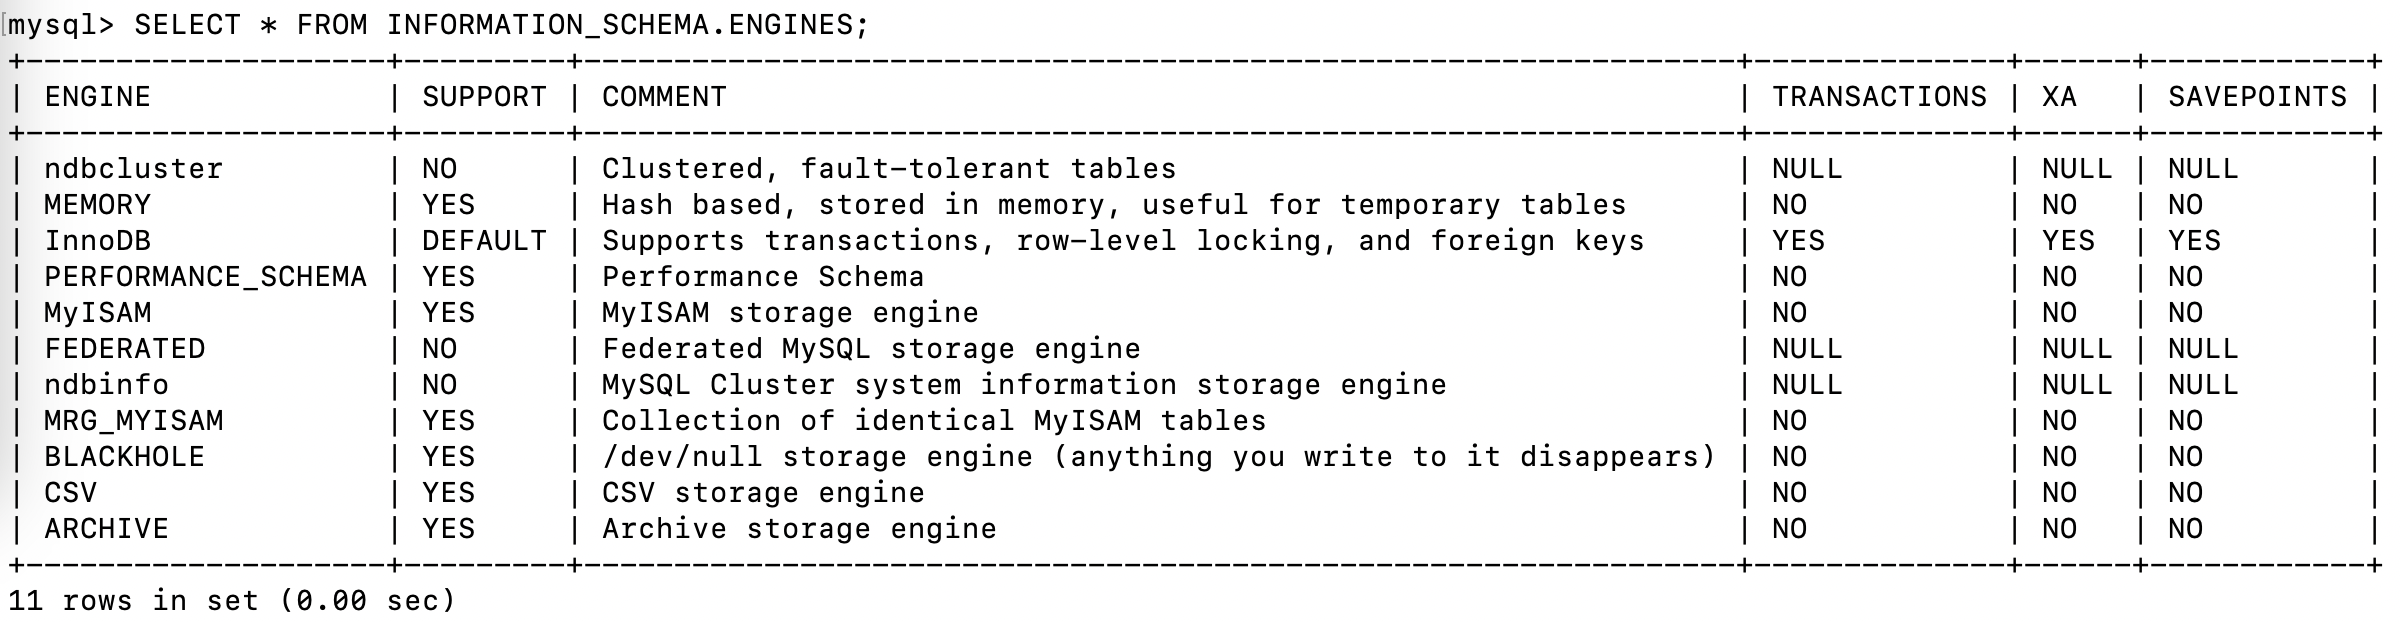 mysql> SELECT * FROM INFORMATION_SCHEMA.ENGINES;
+--------------------+---------+----------------------------------------------------------------+--------------+------+------------+
| ENGINE             | SUPPORT | COMMENT                                                        | TRANSACTIONS | XA   | SAVEPOINTS |
+--------------------+---------+----------------------------------------------------------------+--------------+------+------------+
| ndbcluster         | NO      | Clustered, fault-tolerant tables                               | NULL         | NULL | NULL       |
| MEMORY             | YES     | Hash based, stored in memory, useful for temporary tables      | NO           | NO   | NO         |
| InnoDB             | DEFAULT | Supports transactions, row-level locking, and foreign keys     | YES          | YES  | YES        |
| PERFORMANCE_SCHEMA | YES     | Performance Schema                                             | NO           | NO   | NO         |
| MyISAM             | YES     | MyISAM storage engine                                          | NO           | NO   | NO         |
| FEDERATED          | NO      | Federated MySQL storage engine                                 | NULL         | NULL | NULL       |
| ndbinfo            | NO      | MySQL Cluster system information storage engine                | NULL         | NULL | NULL       |
| MRG_MYISAM         | YES     | Collection of identical MyISAM tables                          | NO           | NO   | NO         |
| BLACKHOLE          | YES     | /dev/null storage engine (anything you write to it disappears) | NO           | NO   | NO         |
| CSV                | YES     | CSV storage engine                                             | NO           | NO   | NO         |
| ARCHIVE            | YES     | Archive storage engine                                         | NO           | NO   | NO         |
+--------------------+---------+----------------------------------------------------------------+--------------+------+------------+
11 rows in set (0.00 sec)